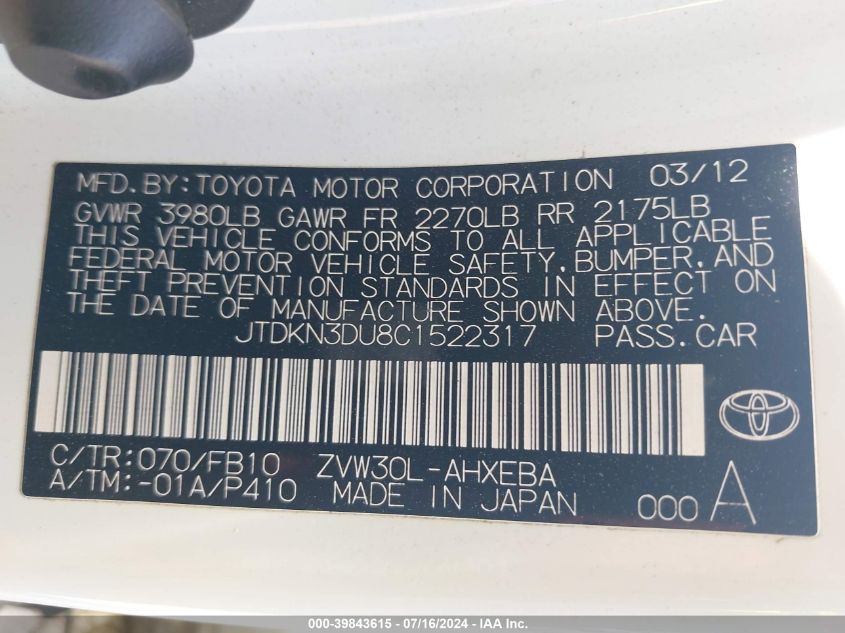 MFD.BY:TOYOTA MOTOR CORPORATION 03/12
GVWR 3980LB GAWR FR 2270LB RR 2175LB
THIS VEHICLE CONFORMS TO ALL APPLICABLE
FEDERAL MOTOR VEHICLE SAFETY,BUMPER,AND
THEFT PREVENTION STANDARDS IN EFFECT ON
THE DATE OF MANUFACTURE SHOWN ABOVE.
JTDKN3DU8C1522317 PASS.CAR
C/TR:070/FB10 ZVW30L-AHXEBA
A/TM:-01A/P410 MADE IN JAPAN 000 A
000-39843615 - 07/16/2024 - IAA Inc.